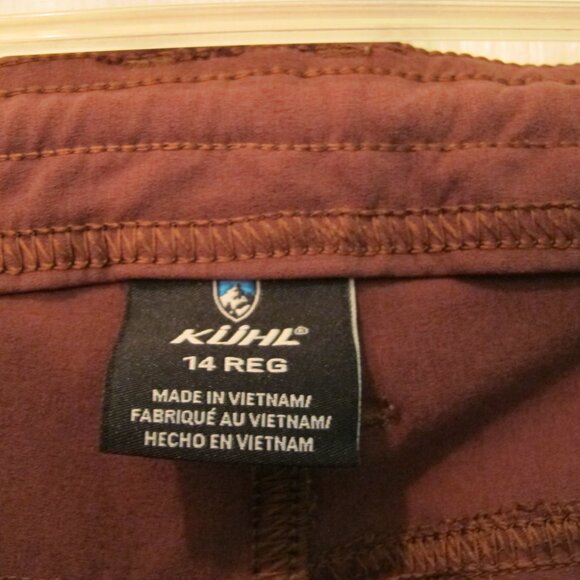 KÜHL®
14 REG
MADE IN VIETNAM/
FABRIQUÉ AU VIETNAM/
HECHO EN VIETNAM